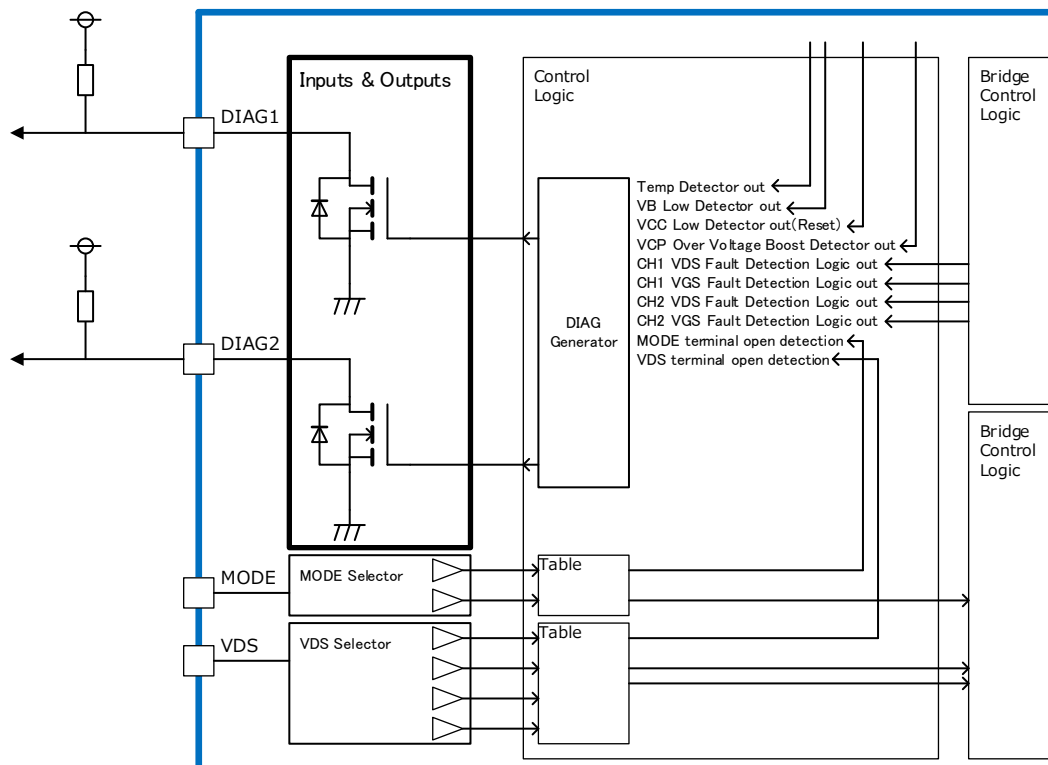 Inputs & Outputs
Control
Logic
Bridge
Control
Logic
DIAG1
Temp Detector out
VB Low Detector out
VCC Low Detector out(Reset)
VCP Over Voltage Boost Detector out
CH1 VDS Fault Detection Logic out
CH1 VGS Fault Detection Logic out
CH2 VDS Fault Detection Logic out
CH2 VGS Fault Detection Logic out
MODE terminal open detection
VDS terminal open detection
DIAG
Generator
DIAG2
Bridge
Control
Logic
MODE
MODE Selector
Table
VDS
VDS Selector
Table